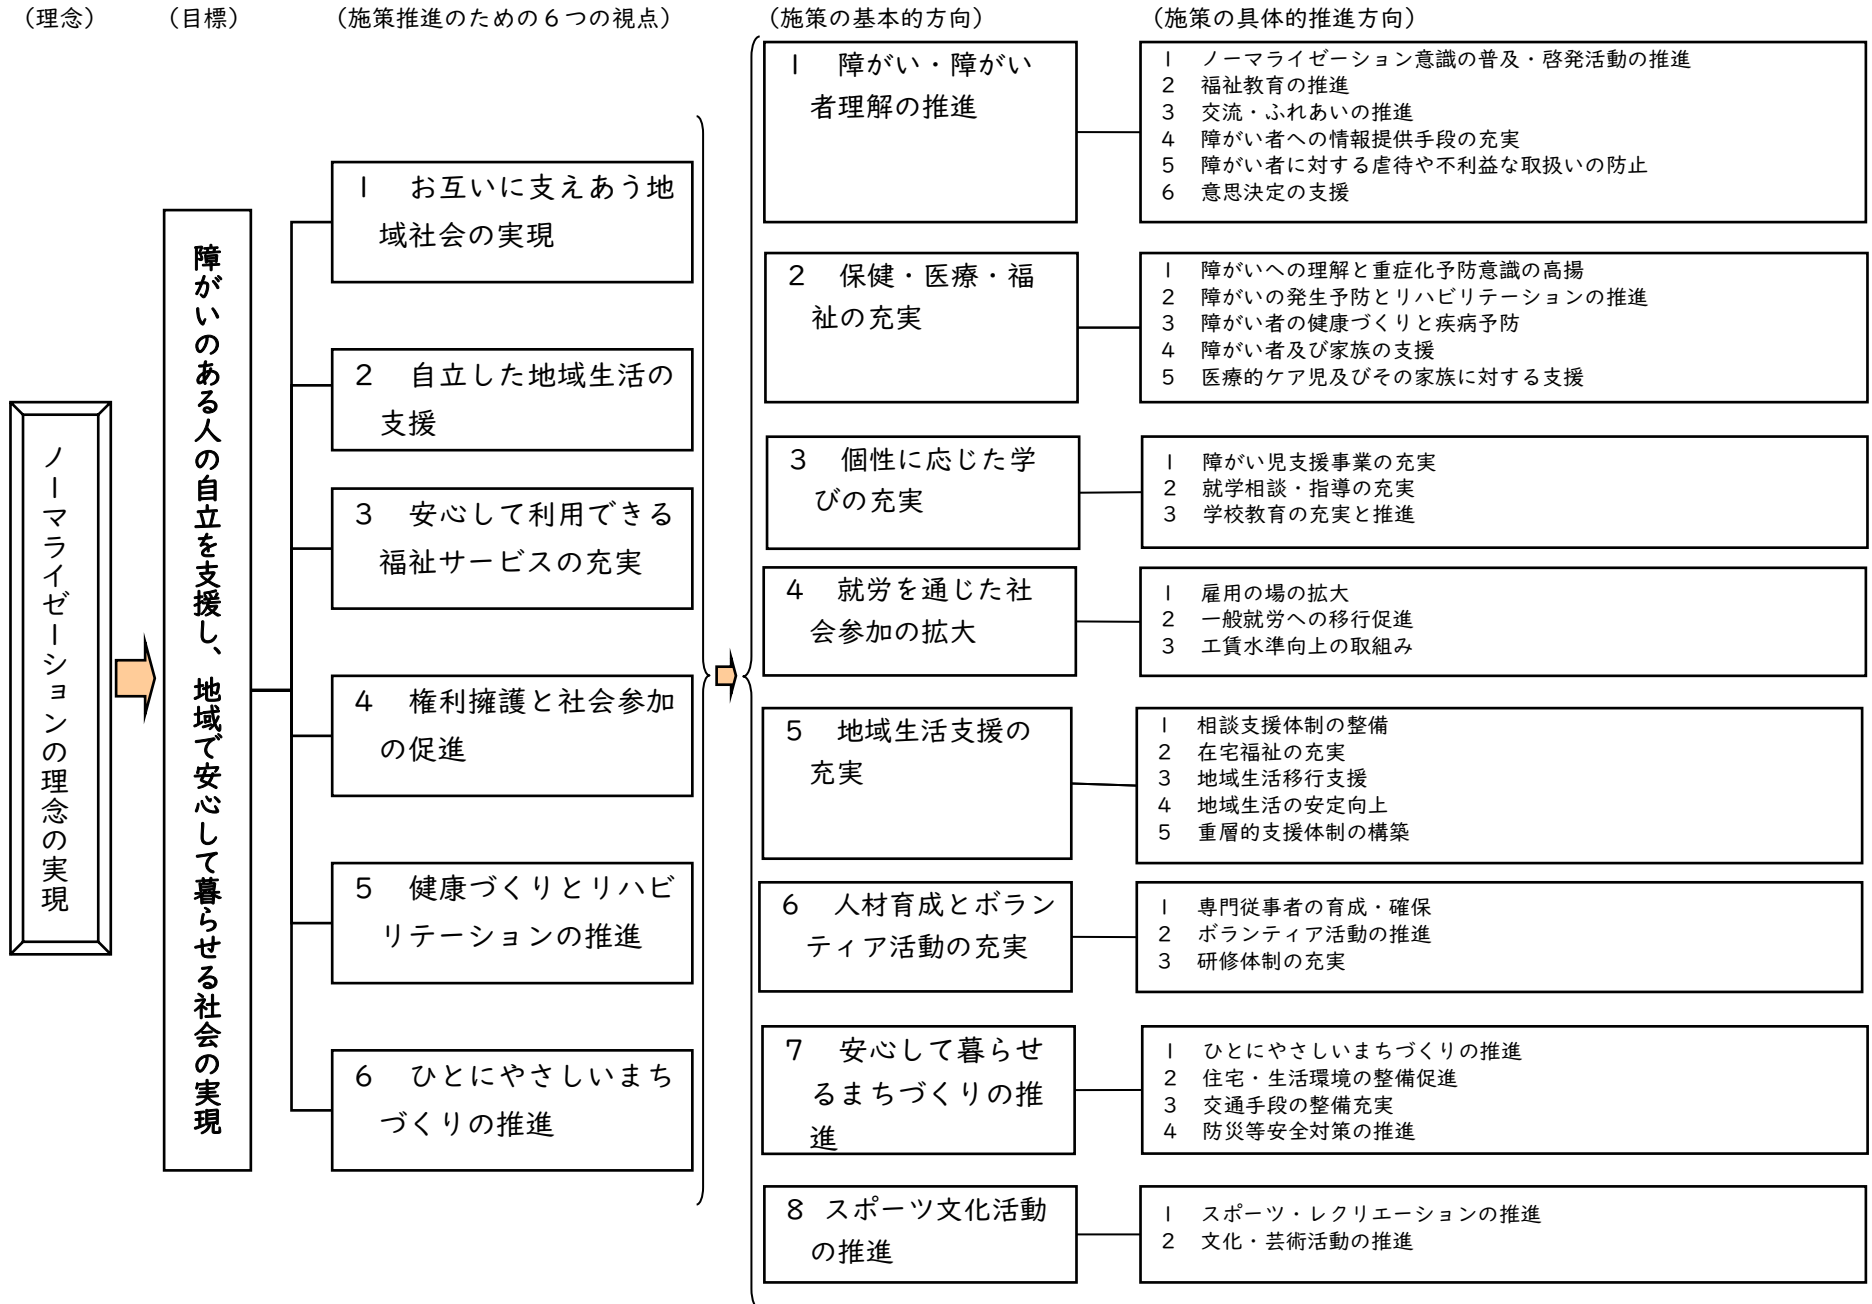 （理念）
（目標）
（施策推進のための６つの視点）
（施策の基本的方向）
（施策の具体的推進方向）
ノーマライゼーションの理念の実現
障がいのある人の自立を支援し、地域で安心して暮らせる社会の実現
１　お互いに支えあう地
域社会の実現
２　自立した地域生活の
支援
３　安心して利用できる
福祉サービスの充実
４　権利擁護と社会参加
の促進
５　健康づくりとリハビ
リテーションの推進
６　ひとにやさしいまち
づくりの推進
１　障がい・障がい
者理解の推進
１　ノーマライゼーション意識の普及・啓発活動の推進
２　福祉教育の推進
３　交流・ふれあいの推進
４　障がい者への情報提供手段の充実
５　障がい者に対する虐待や不利益な取扱いの防止
６　意思決定の支援
２　保健・医療・福
祉の充実
１　障がいへの理解と重症化予防意識の高揚
２　障がいの発生予防とリハビリテーションの推進
３　障がい者の健康づくりと疾病予防
４　障がい者及び家族の支援
５　医療的ケア児及びその家族に対する支援
３　個性に応じた学
びの充実
１　障がい児支援事業の充実
２　就学相談・指導の充実
３　学校教育の充実と推進
４　就労を通じた社
会参加の拡大
１　雇用の場の拡大
２　一般就労への移行促進
３　工賃水準向上の取組み
５　地域生活支援の
充実
１　相談支援体制の整備
２　在宅福祉の充実
３　地域生活移行支援
４　地域生活の安定向上
５　重層的支援体制の構築
６　人材育成とボラン
ティア活動の充実
１　専門従事者の育成・確保
２　ボランティア活動の推進
３　研修体制の充実
７　安心して暮らせ
るまちづくりの推
進
１　ひとにやさしいまちづくりの推進
２　住宅・生活環境の整備促進
３　交通手段の整備充実
４　防災等安全対策の推進
８ スポーツ文化活動
の推進
１　スポーツ・レクリエーションの推進
２　文化・芸術活動の推進